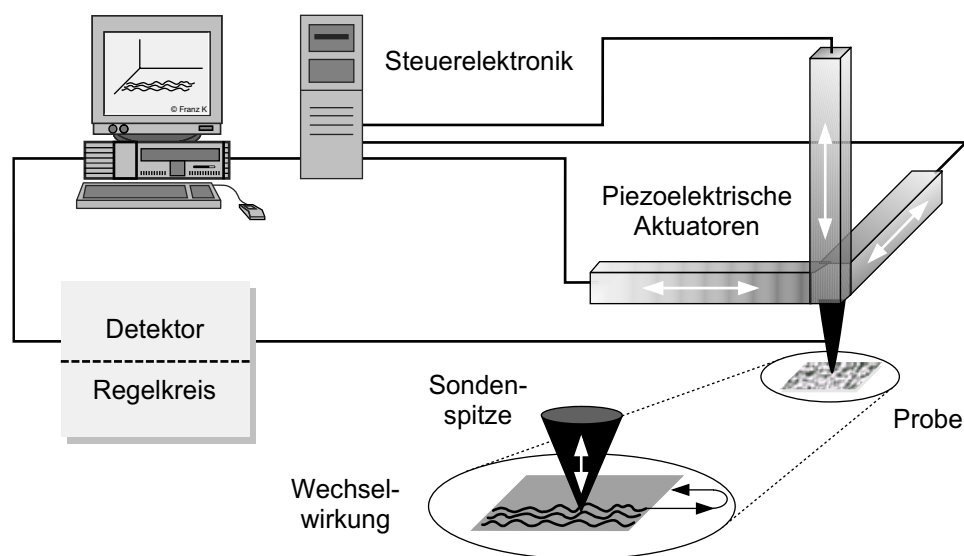 © Franz K
Steuerelektronik
Piezoelektrische
Aktuatoren
Detektor
Regelkreis
Sonden-
spitze
Probe
Wechsel-
wirkung